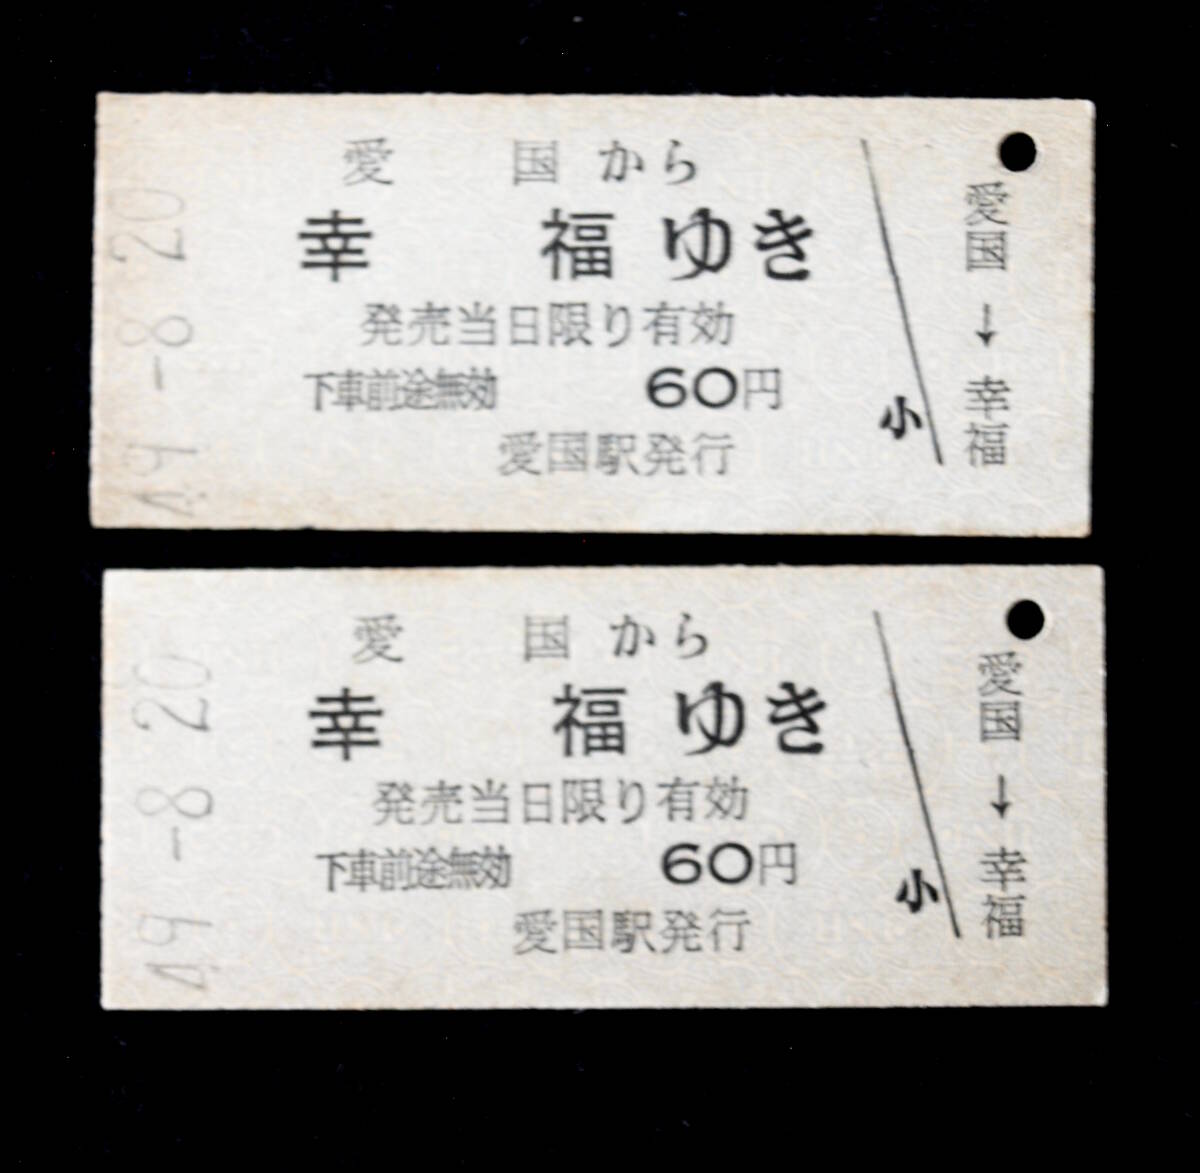 49-8 20
愛 国 から
幸 福 ゆき
発売当日限り有効
下車前途無効 60円
愛国駅発行
小
愛国→幸福
49-8 20
愛 国 から
幸 福 ゆき
発売当日限り有効
下車前途無効 60円
愛国駅発行
小
愛国→幸福